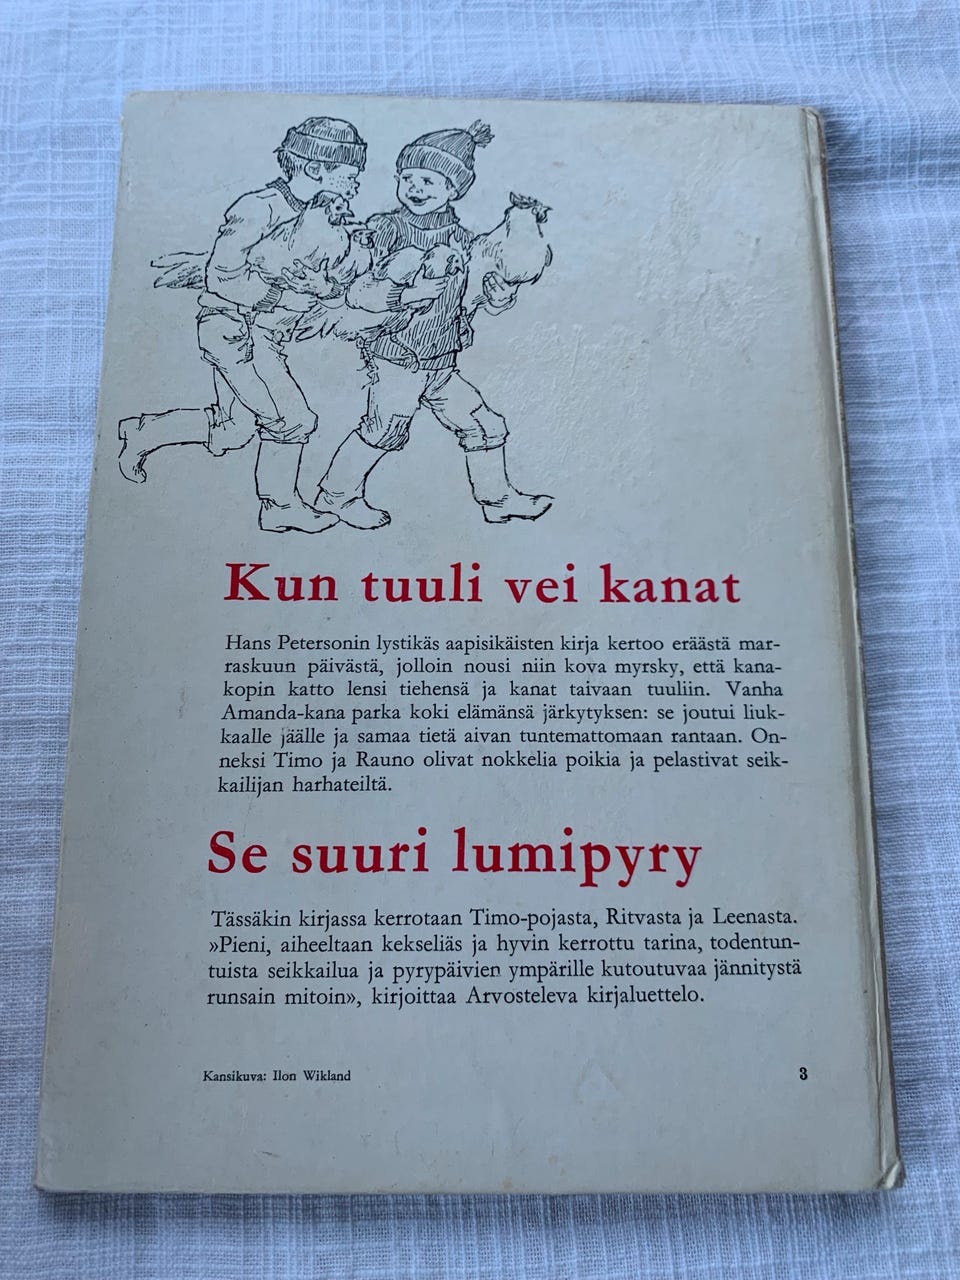 Kun tuuli vei kanat
Hans Petersonin lystikäs aapisikäisten kirja kertoo eräästä mar-
raskuun päivästä, jolloin nousi niin kova myrsky, että kana-
kopin katto lensi tiehensä ja kanat taivaan tuuliin. Vanha
Amanda-kana parka koki elämänsä järkytyksen: se joutui liuk-
kaalle jäälle ja samaa tietä aivan tuntemattomaan rantaan. On-
neksi Timo ja Rauno olivat nokkelia poikia ja pelastivat seik-
kailijan harhateiltä.
Se suuri lumipyry
Tässäkin kirjassa kerrotaan Timo-pojasta, Ritvasta ja Leenasta.
»Pieni, aiheeltaan kekseliäs ja hyvin kerrottu tarina, todentun-
tuista seikkailua ja pyrypäivien ympärille kutoutuvaa jännitystä
runsain mitoin», kirjoittaa Arvosteleva kirjaluettelo.
Kansikuva: Ilon Wikland 3